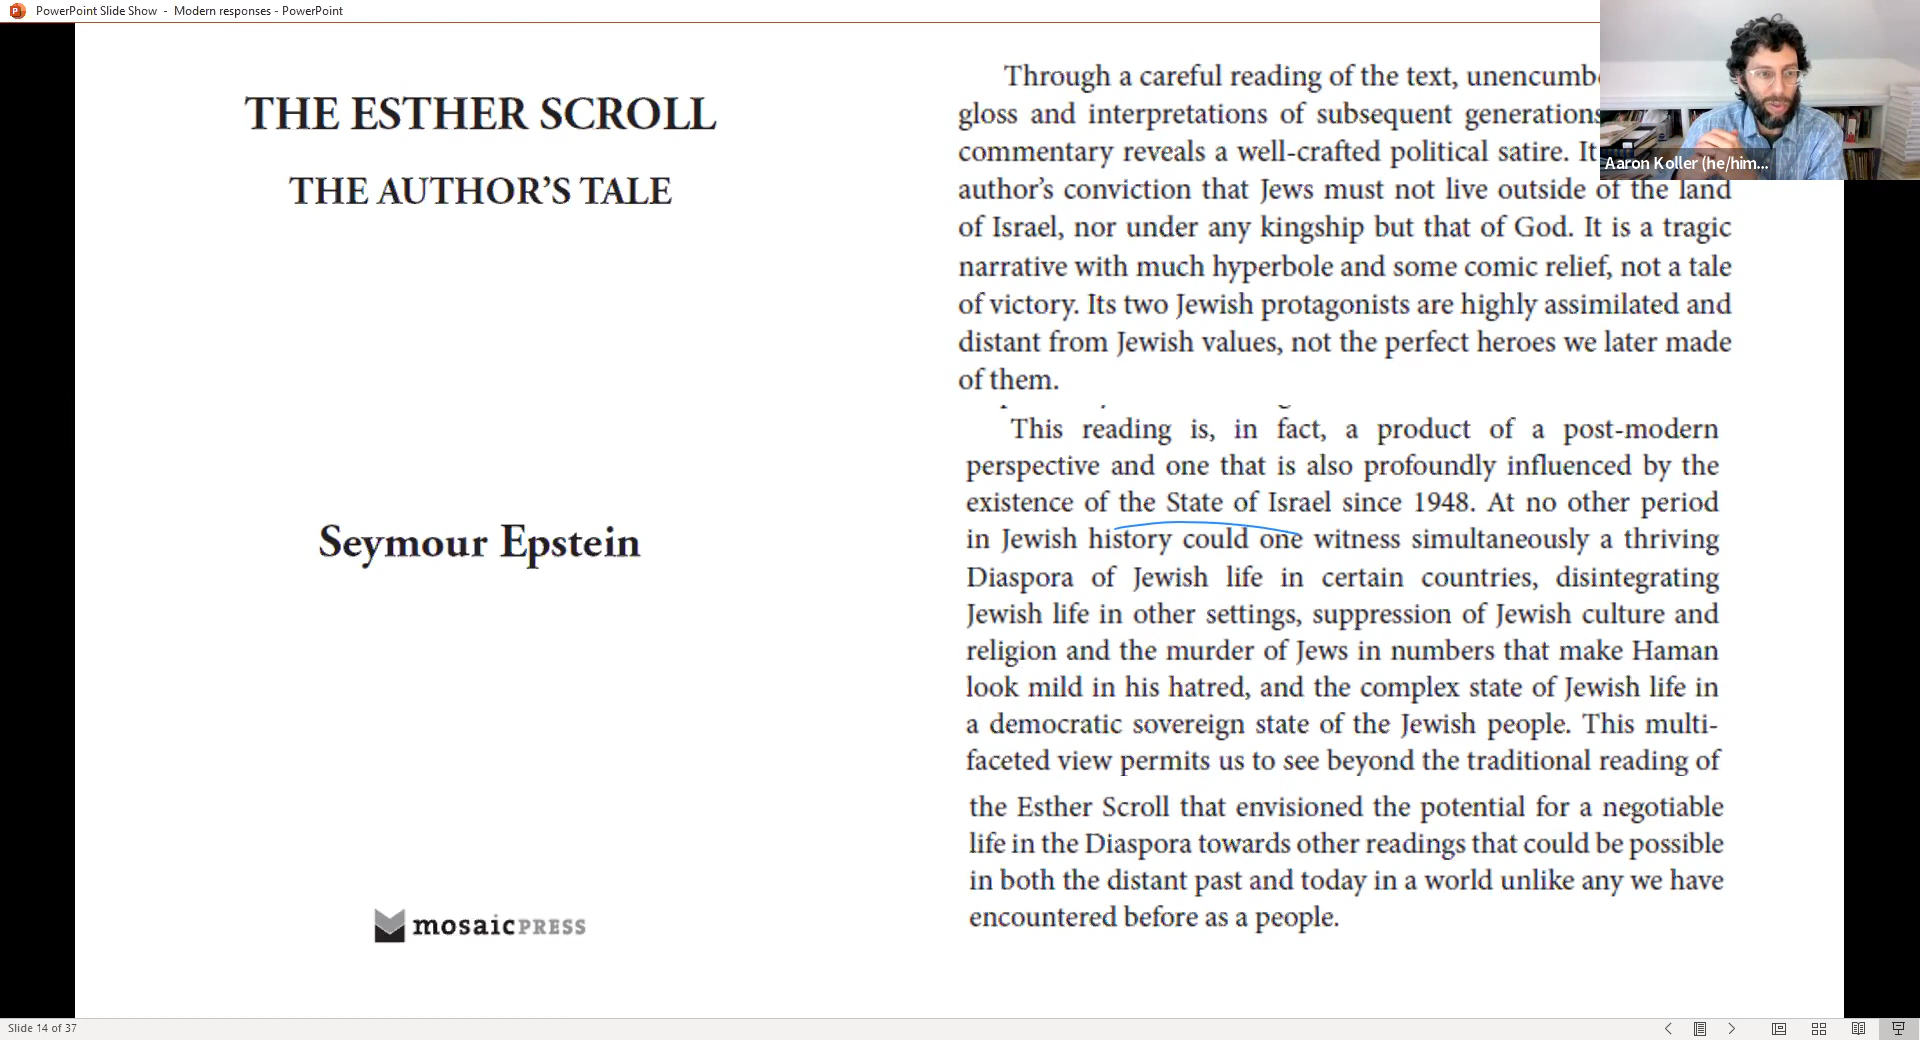 PowerPoint Slide Show - Modern responses - PowerPoint
THE ESTHER SCROLL
THE AUTHOR'S TALE
Seymour Epstein
mosaicPRESS
Through a careful reading of the text,
gloss and interpretations of subsequent generations
commentary reveals a well-crafted political satire. It
author's conviction that Jews must not live outside of the land
of Israel, nor under any kingship but that of God. It is a tragic
narrative with much hyperbole and some comic relief, not a tale
of victory. Its two Jewish protagonists are highly assimilated and
distant from Jewish values, not the perfect heroes we later made
of them.
This reading is, in fact, a product of a post-modern
perspective and one that is also profoundly influenced by the
existence of the State of Israel since 1948. At no other period
in Jewish history could one witness simultaneously a thriving
Diaspora of Jewish life in certain countries, disintegrating
Jewish life in other settings, suppression of Jewish culture and
religion and the murder of Jews in numbers that make Haman
look mild in his hatred, and the complex state of Jewish life in
a democratic sovereign state of the Jewish people. This multi-
faceted view permits us to see beyond the traditional reading of
the Esther Scroll that envisioned the potential for a negotiable
life in the Diaspora towards other readings that could be possible
in both the distant past and today in a world unlike any we have
encountered before as a people.
Aaron Koller (he/him...
Slide 14 of 37